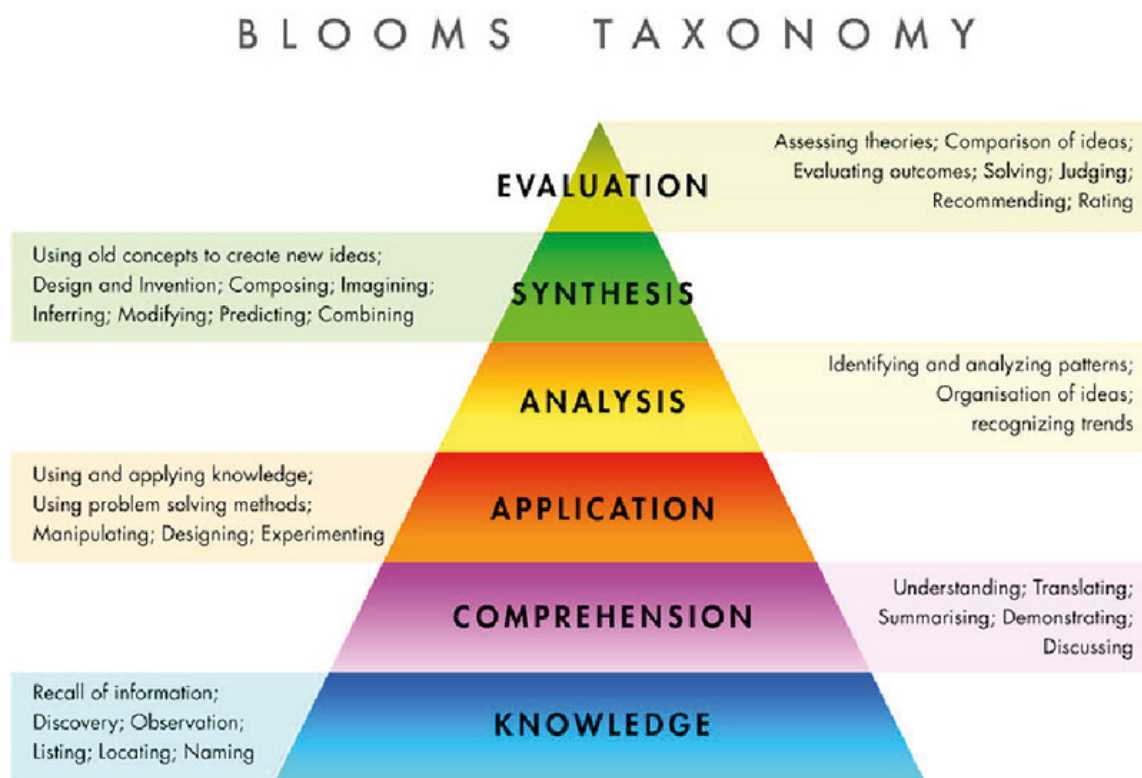 BLOOMS TAXONOMY
EVALUATION
Assessing theories; Comparison of ideas;
Evaluating outcomes; Solving; Judging;
Recommending; Rating
Using old concepts to create new ideas;
Design and Invention; Composing; Imagining;
Inferring; Modifying; Predicting; Combining
SYNTHESIS
ANALYSIS
Identifying and analyzing patterns;
Organisation of ideas;
recognizing trends
Using and applying knowledge;
Using problem solving methods;
Manipulating; Designing; Experimenting
APPLICATION
COMPREHENSION
Understanding; Translating;
Summarising; Demonstrating;
Discussing
Recall of information;
Discovery; Observation;
Listing; Locating; Naming
KNOWLEDGE